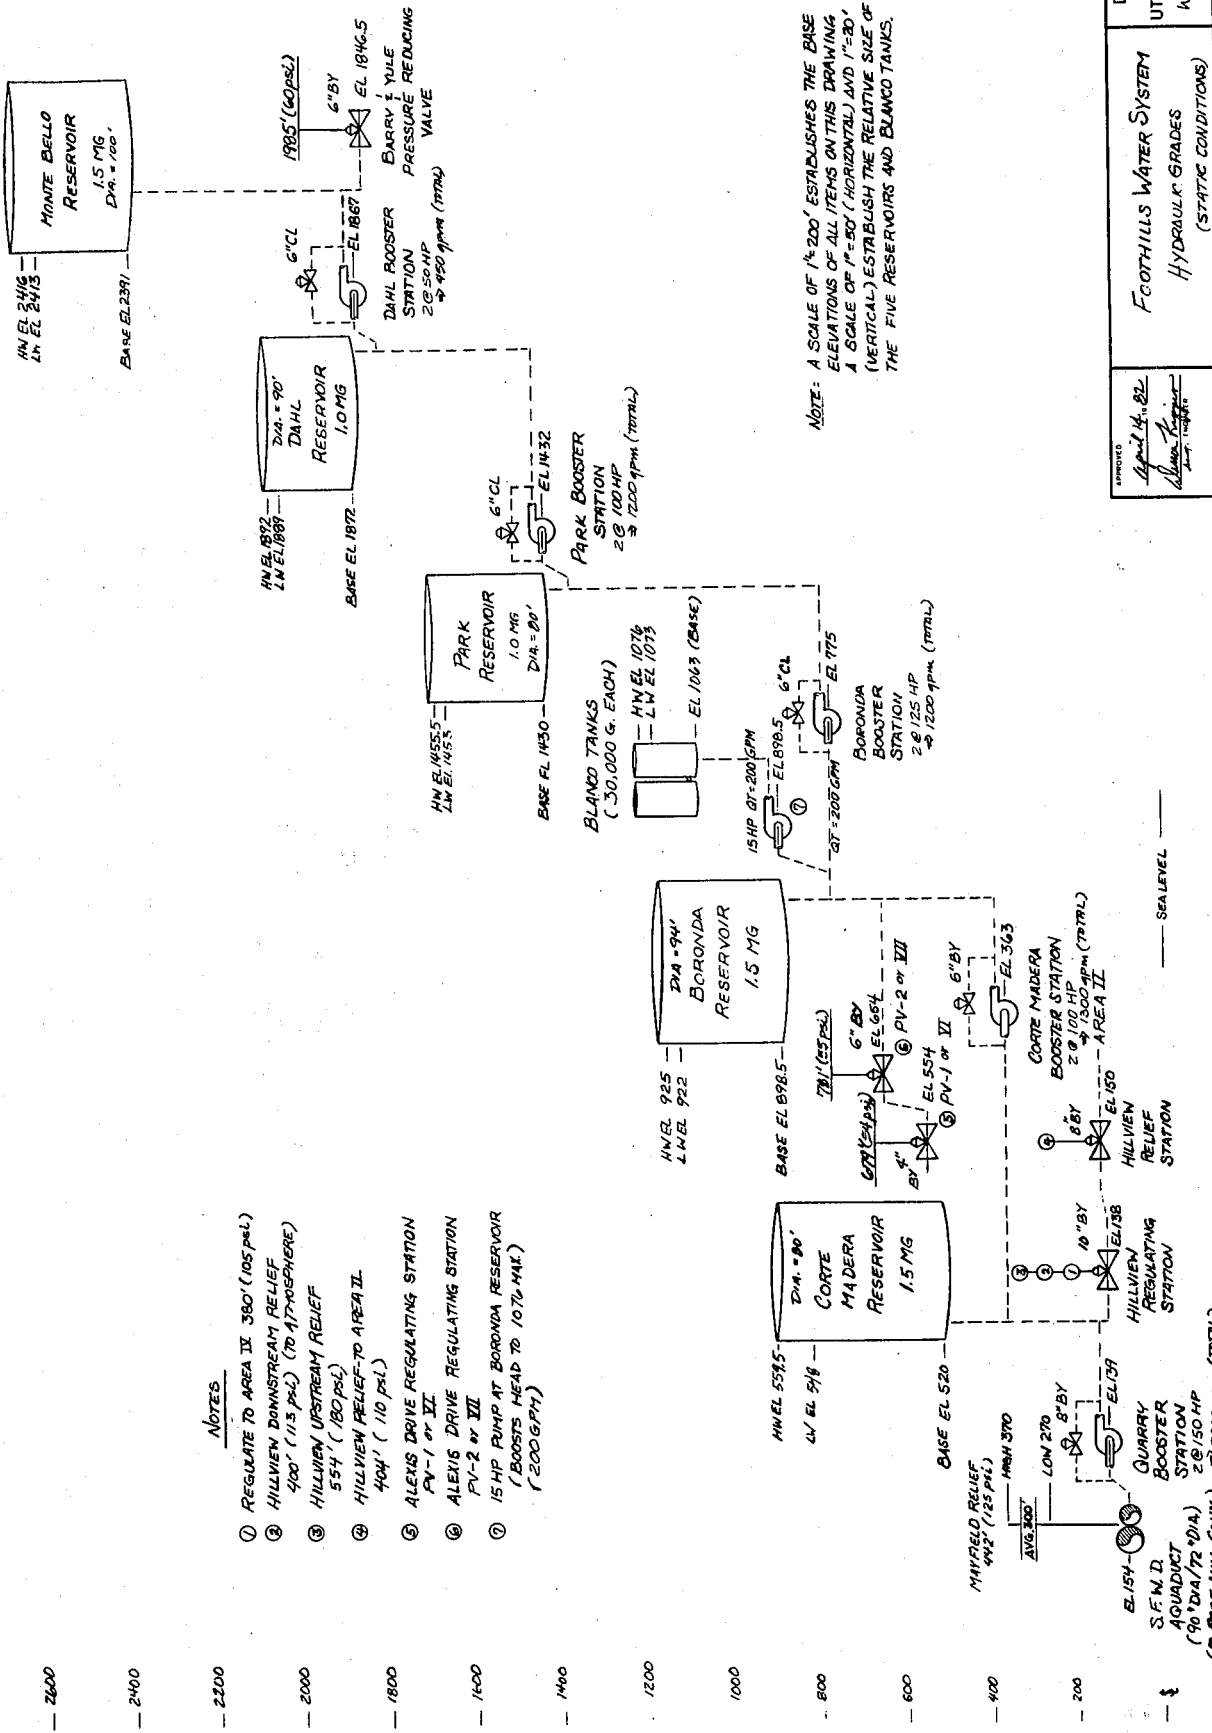 NOTES
① REGULATE TO AREA IV 380' (105 psi)
② HILLVIEW DOWNSTREAM RELIEF
400' (113 psi) (TO ATMOSPHERE)
③ HILLVIEW UPSTREAM RELIEF
554' (180 psi)
④ HILLVIEW RELIEF-TO AREA II
404' (110 psi)
⑤ ALEXIS DRIVE REGULATING STATION
PV-1 or VI
⑥ ALEXIS DRIVE REGULATING STATION
PV-2 or VII
⑦ 15 HP PUMP AT BORONDA RESERVOIR
(BOOSTS HEAD TO 1076 MAX.)
(200 GPM)
2600
2400
2200
2000
1800
1600
1400
1200
1000
800
600
400
200
MAYFIELD RELIEF
442' (125 psi)
HIGH 370
AVG. 300'
LOW 270
EL 154
S.F.W.D.
AQUADUCT
(90" DIA/72" DIA)
8" BY
EL 139
QUARRY
BOOSTER
STATION
2 @ 150 HP
HW EL 559.5
LW EL 548
BASE EL 520
DIA. = 80'
CORTE
MADERA
RESERVOIR
1.5 MG
③
②
①
10" BY
EL 138
HILLVIEW
REGULATING
STATION
④
8" BY
EL 150
AREA II
HILLVIEW
RELIEF
STATION
679' (54 psi)
4"
BY
EL 554
⑤ PV-1 or VI
781' (55 psi)
6" BY
EL 654
⑥ PV-2 or VII
6" BY
EL 363
CORTE MADERA
BOOSTER STATION
2 @ 100 HP
⇒ 1300 gpm (TOTAL)
SEA LEVEL
HW EL 925
LW EL 922
BASE EL 898.5
DIA = 94'
BORONDA
RESERVOIR
1.5 MG
BLANCO TANKS
(30,000 G. EACH)
HW EL 1076
LW EL 1073
EL 1063 (BASE)
15 HP QT=200 GPM
EL 898.5
⑦
QT = 200 GPM
6" CL
EL 775
BORONDA
BOOSTER
STATION
2 @ 125 HP
⇒ 1200 gpm (TOTAL)
HW EL 1455.5
LW EL 1453
BASE EL 1430
PARK
RESERVOIR
1.0 MG
DIA. = 80'
6" CL
EL 1432
PARK BOOSTER
STATION
2 @ 100 HP
⇒ 1200 gpm (TOTAL)
HW EL 1892
LW EL 1889
BASE EL 1872
DIA. = 90'
DAHL
RESERVOIR
1.0 MG
6" CL
EL 1867
DAHL BOOSTER
STATION
2 @ 50 HP
⇒ 450 gpm (TOTAL)
HW EL 2416
LW EL 2413
BASE EL 2391
MONTE BELLO
RESERVOIR
1.5 MG
DIA. = 100'
1985' (60 psi)
6" BY
EL 1846.5
BARRY & YULE
PRESSURE REDUCING
VALVE
NOTE: A SCALE OF 1"=200' ESTABLISHES THE BASE
ELEVATIONS OF ALL ITEMS ON THIS DRAWING
A SCALE OF 1"=50' (HORIZONTAL) AND 1"=20'
(VERTICAL) ESTABLISH THE RELATIVE SIZE OF
THE FIVE RESERVOIRS AND BLANCO TANKS.
APPROVED
April 14 1982
FOOTHILLS WATER SYSTEM
HYDRAULIC GRADES
(STATIC CONDITIONS)
UT